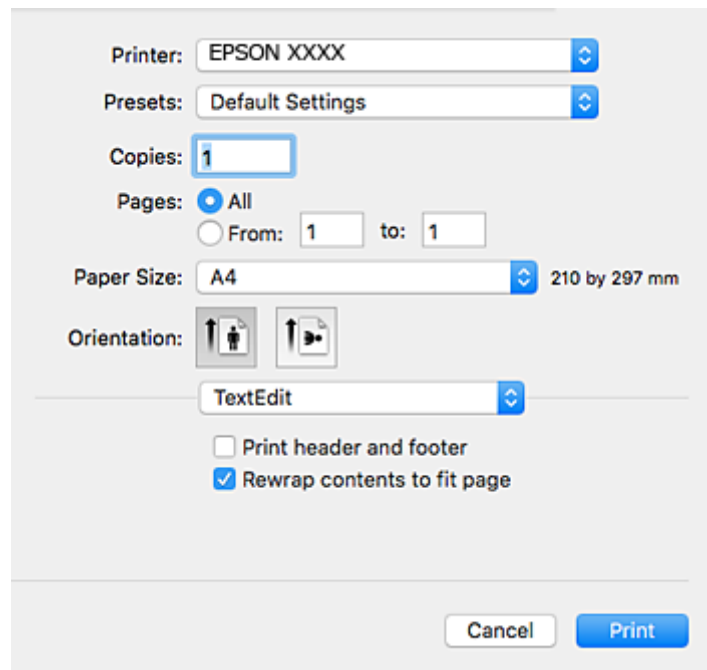 Printer: EPSON XXXX
Presets: Default Settings
Copies: 1
Pages: All
From: 1 to: 1
Paper Size: A4 210 by 297 mm
Orientation:
TextEdit
Print header and footer
Rewrap contents to fit page
Cancel Print